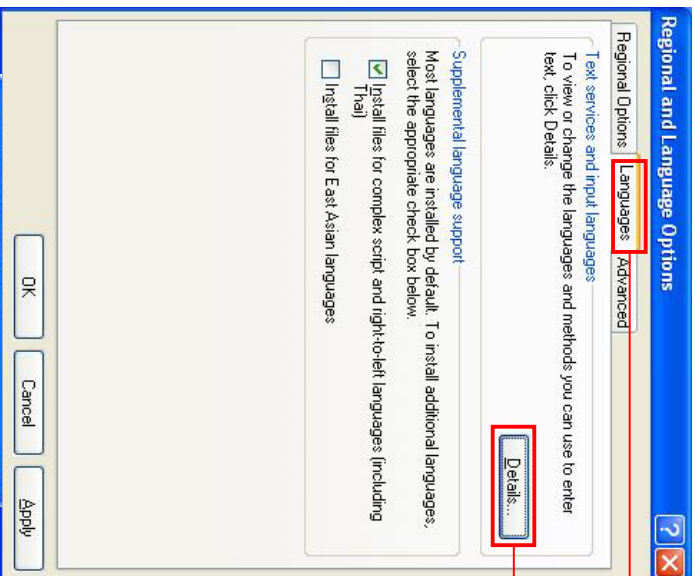 Regional and Language Options
Regional Options Languages Advanced
Text services and input languages
To view or change the languages and methods you can use to enter
text, click Details.
Details...
Supplemental language support
Most languages are installed by default. To install additional languages,
select the appropriate check box below.
Install files for complex script and right-to-left languages (including
Thai)
Install files for East Asian languages
OK Cancel Apply